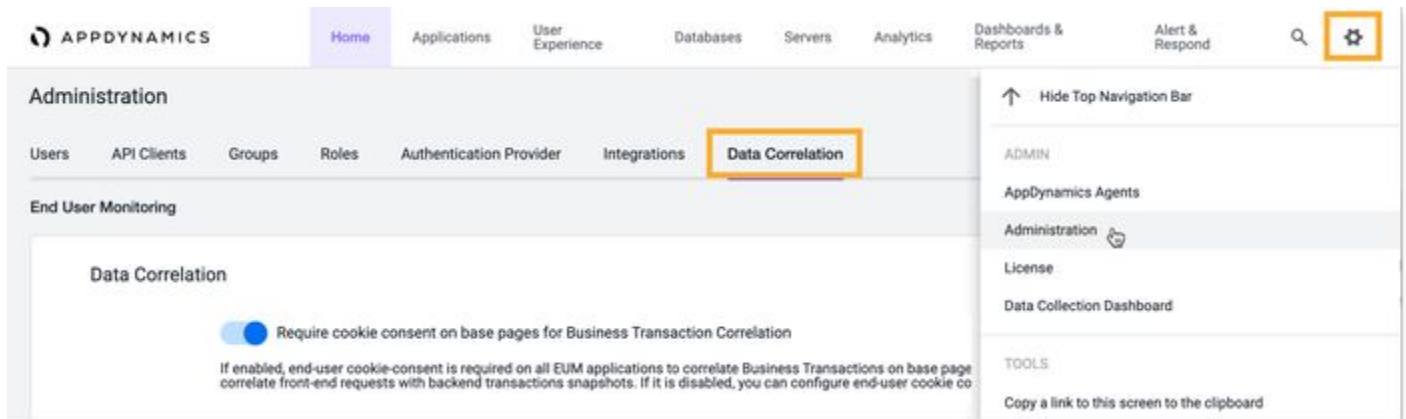 APPDYNAMICS
Home
Applications
User
Experience
Databases
Servers
Analytics
Dashboards &
Reports
Alert &
Respond
Administration
Users
API Clients
Groups
Roles
Authentication Provider
Integrations
Data Correlation
End User Monitoring
Data Correlation
Require cookie consent on base pages for Business Transaction Correlation
If enabled, end-user cookie-consent is required on all EUM applications to correlate Business Transactions on base page
correlate front-end requests with backend transactions snapshots. If it is disabled, you can configure end-user cookie co
Hide Top Navigation Bar
ADMIN
AppDynamics Agents
Administration
License
Data Collection Dashboard
TOOLS
Copy a link to this screen to the clipboard